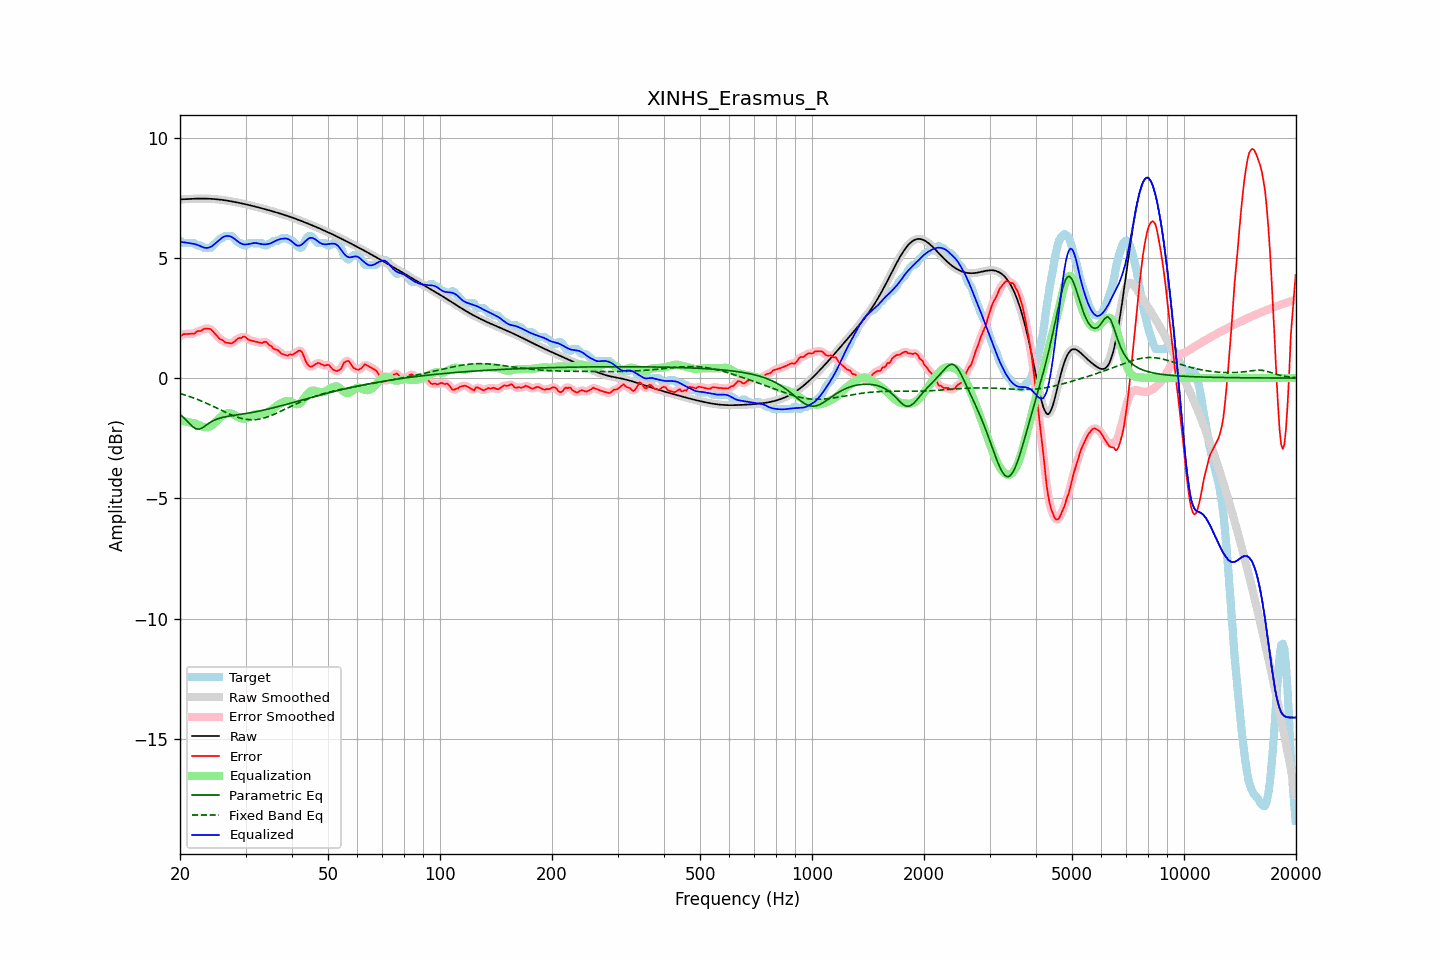 XINHS_Erasmus_R
10
5
0
−5
−10
−15
Amplitude (dBr)
Target
Raw Smoothed
Error Smoothed
Raw
Error
Equalization
Parametric Eq
Fixed Band Eq
Equalized
20
50
100
200
500
1000
2000
5000
10000
20000
Frequency (Hz)